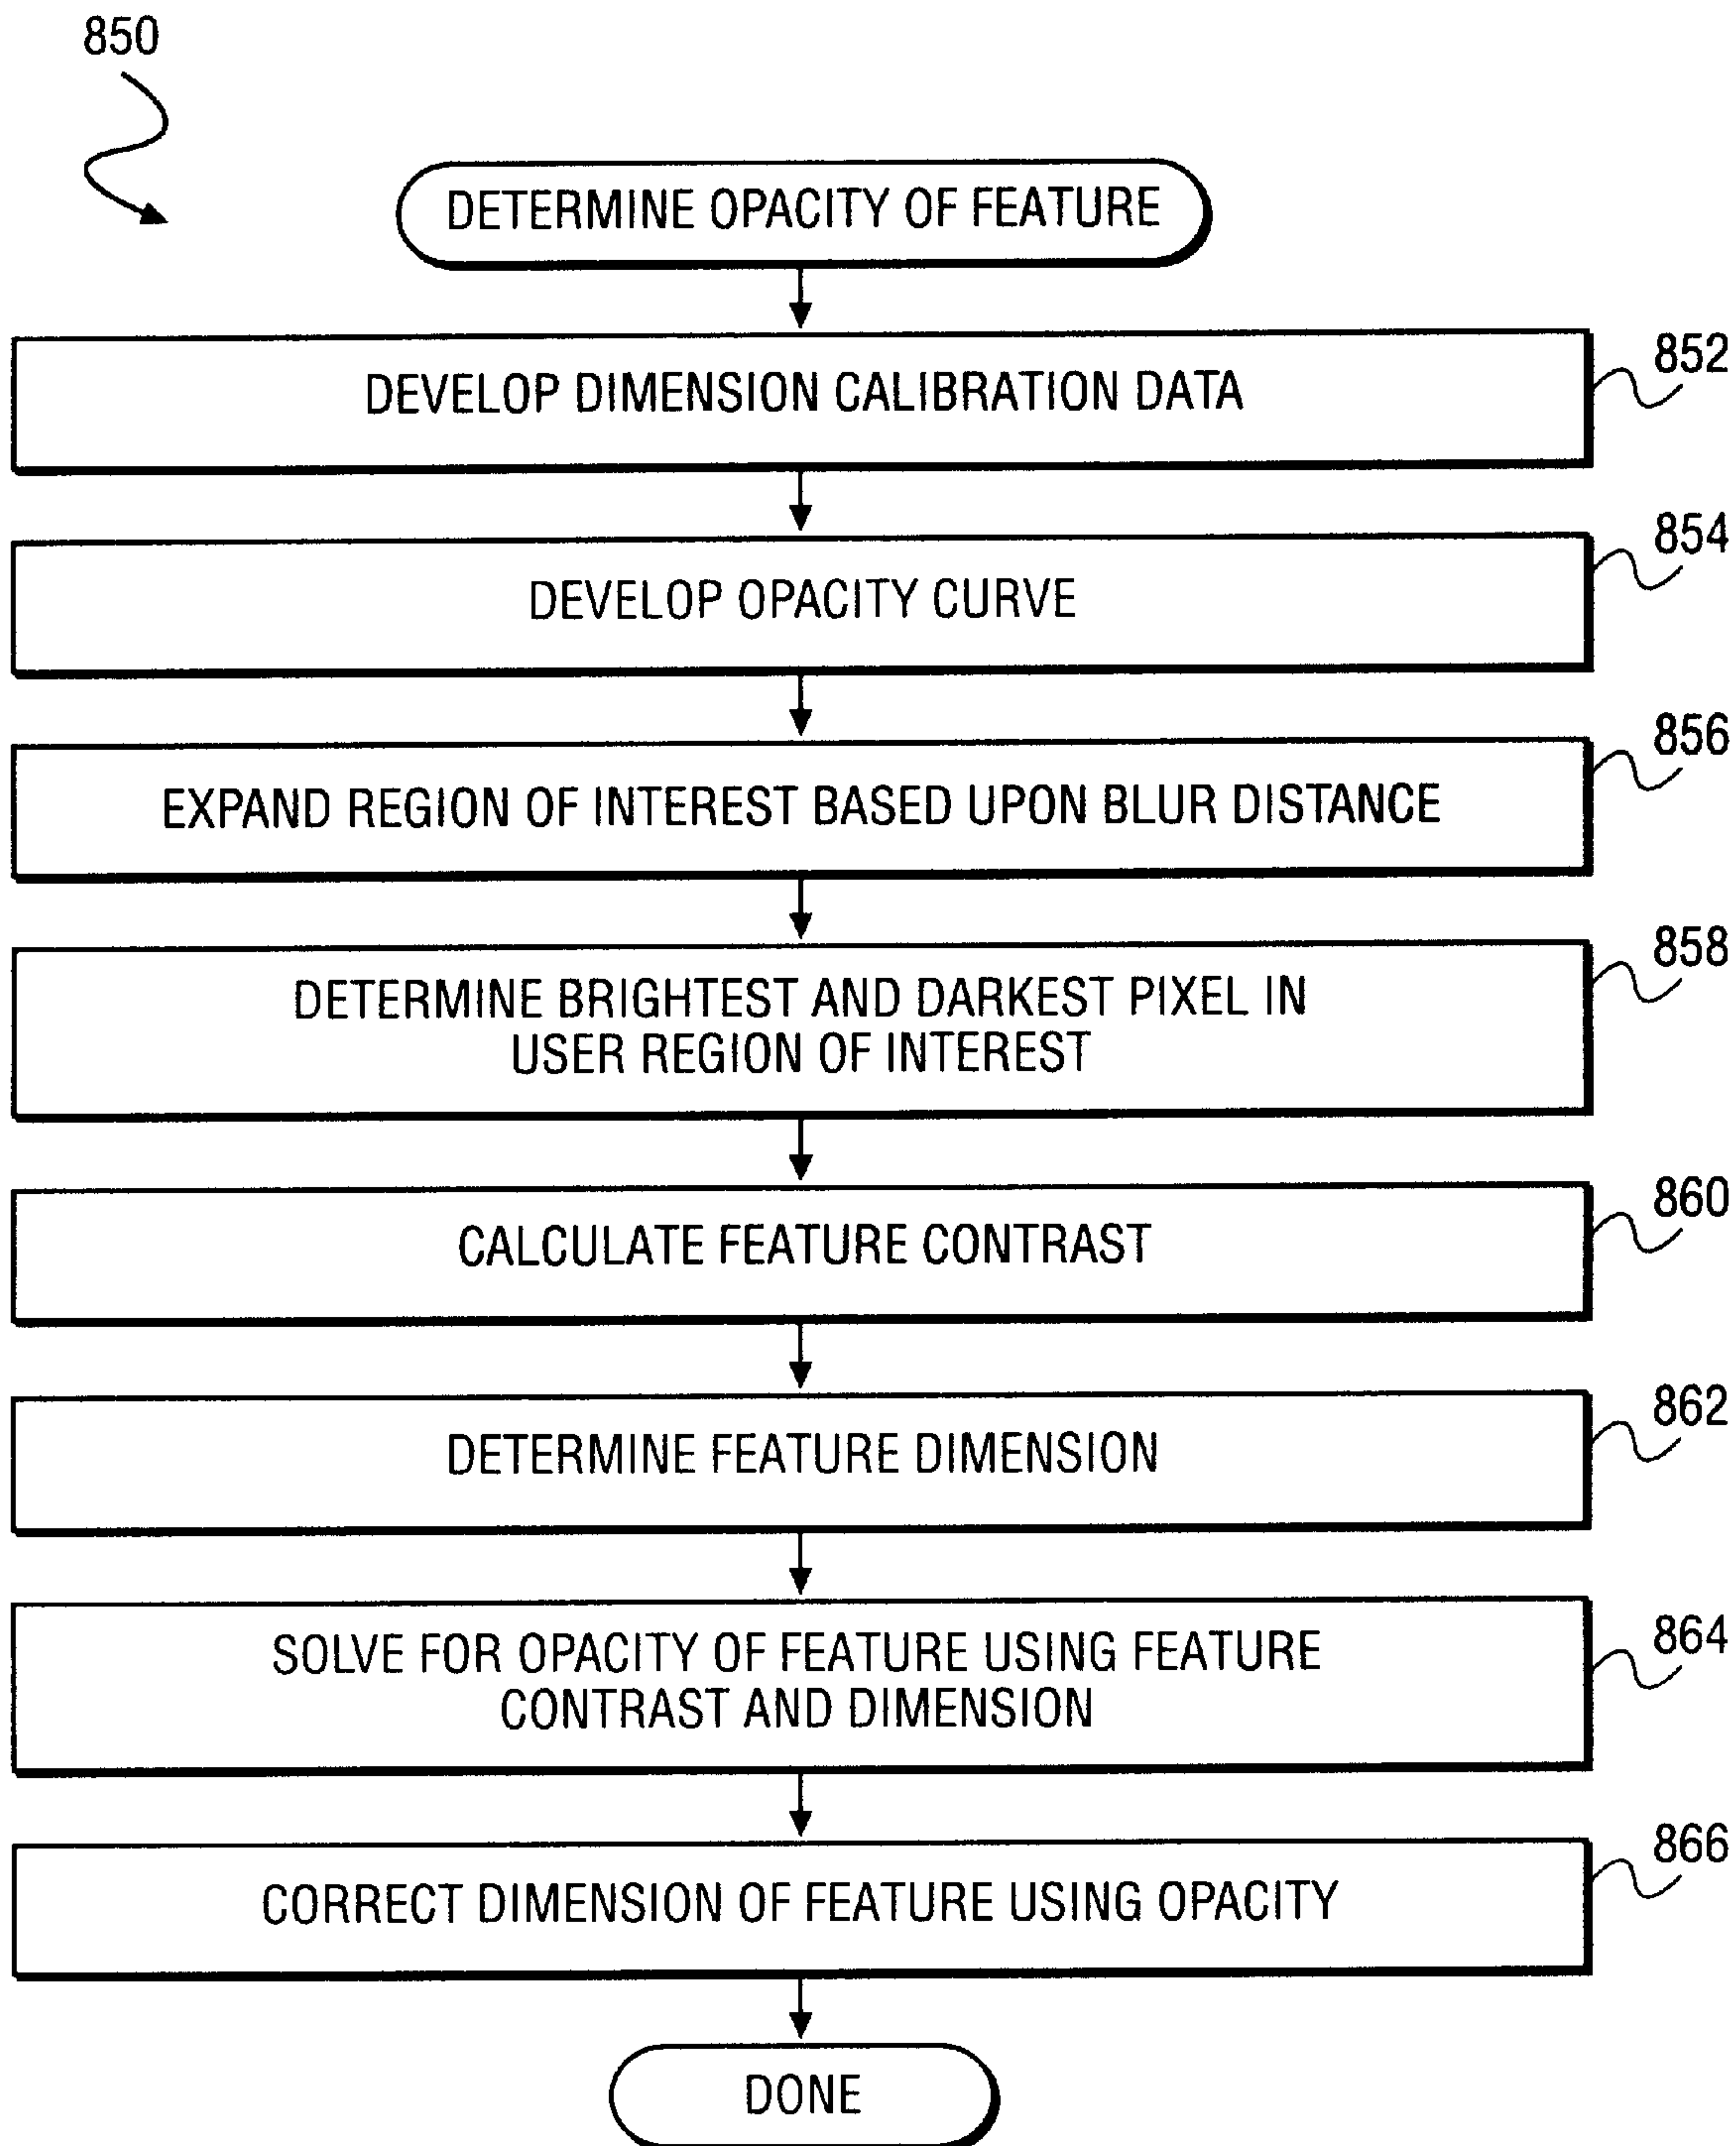 850
DETERMINE OPACITY OF FEATURE
852
DEVELOP DIMENSION CALIBRATION DATA
854
DEVELOP OPACITY CURVE
856
EXPAND REGION OF INTEREST BASED UPON BLUR DISTANCE
858
DETERMINE BRIGHTEST AND DARKEST PIXEL IN
USER REGION OF INTEREST
860
CALCULATE FEATURE CONTRAST
862
DETERMINE FEATURE DIMENSION
864
SOLVE FOR OPACITY OF FEATURE USING FEATURE
CONTRAST AND DIMENSION
866
CORRECT DIMENSION OF FEATURE USING OPACITY
DONE